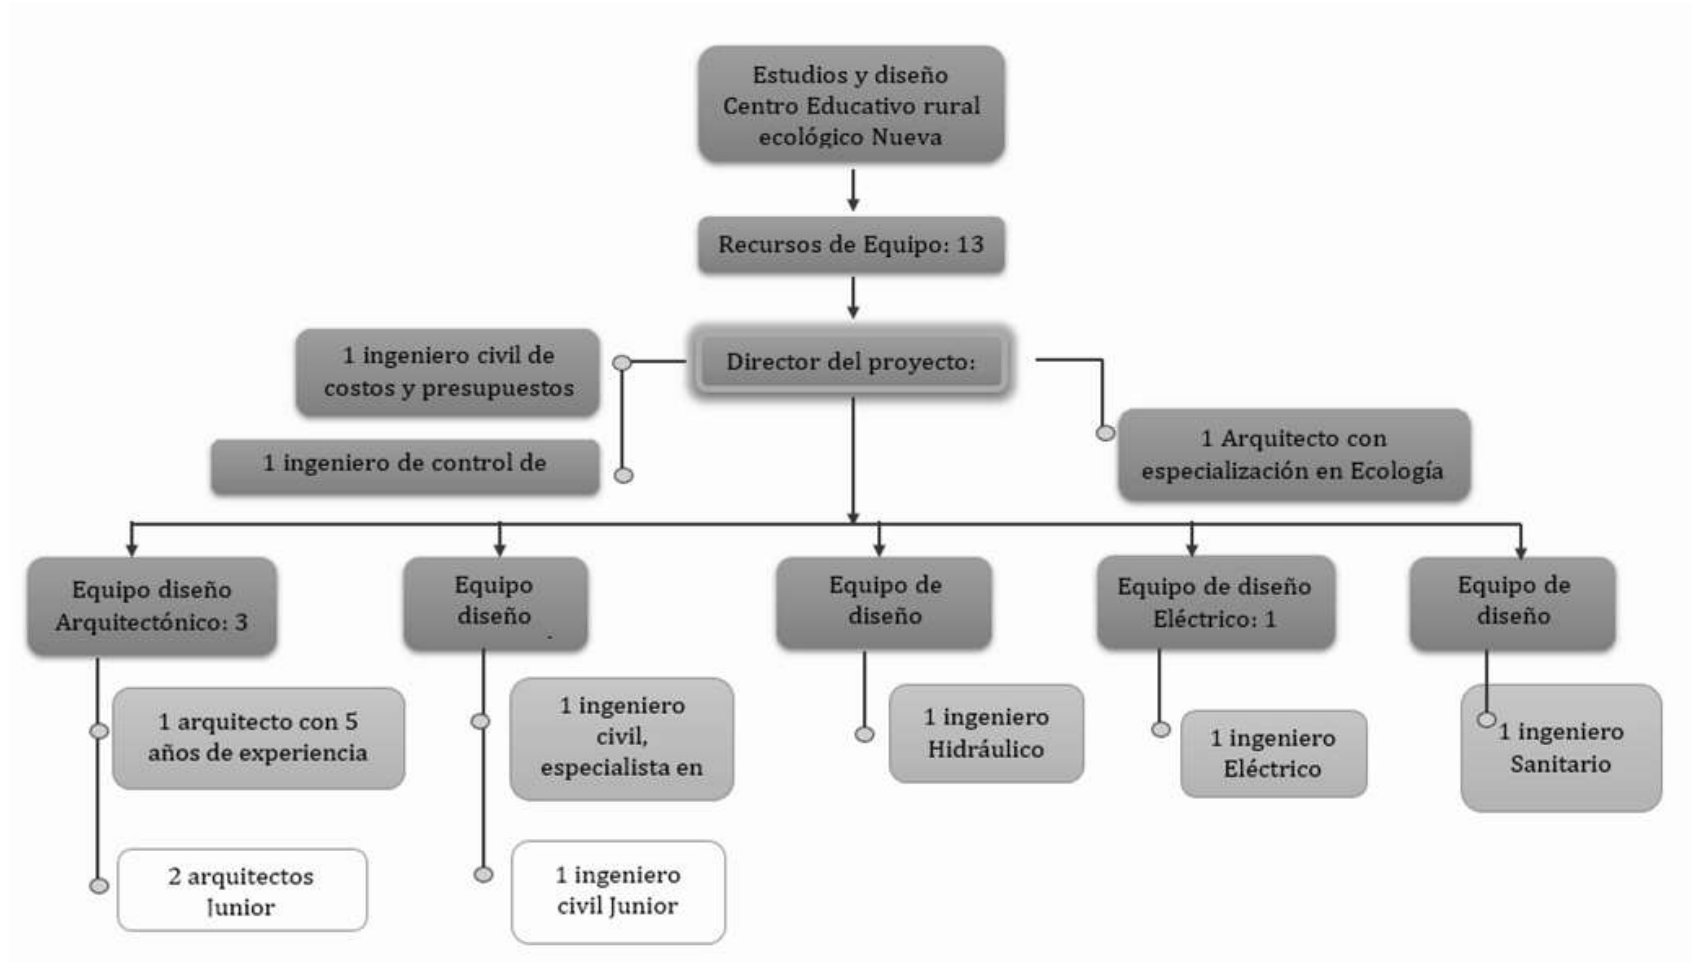 Estudios y diseño
Centro Educativo rural
ecológico Nueva
Recursos de Equipo: 13
Director del proyecto:
1 ingeniero civil de
costos y presupuestos
1 ingeniero de control de
1 Arquitecto con
especialización en Ecología
Equipo diseño
Arquitectónico: 3
Equipo
diseño
Equipo de
diseño
Equipo de diseño
Eléctrico: 1
Equipo de
diseño
1 arquitecto con 5
años de experiencia
2 arquitectos
Junior
1 ingeniero
civil,
especialista en
1 ingeniero
civil Junior
1 ingeniero
Hidráulico
1 ingeniero
Eléctrico
1 ingeniero
Sanitario